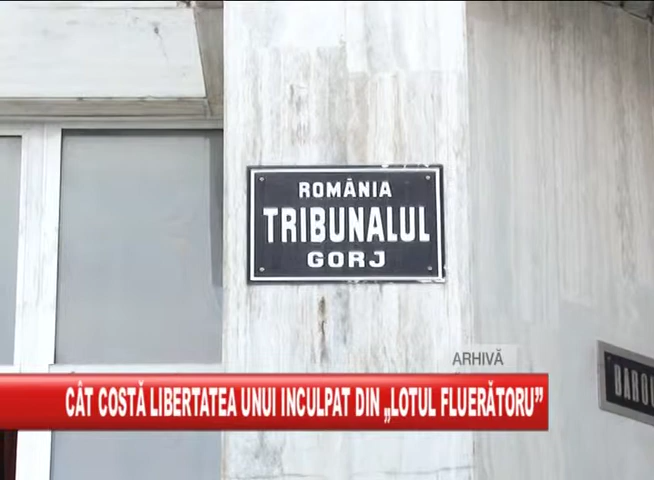 ROMÂNIA
TRIBUNALUL
GORJ
ARHIVĂ
CÂT COSTĂ LIBERTATEA UNUI INCULPAT DIN „LOTUL FLUERĂTORU”